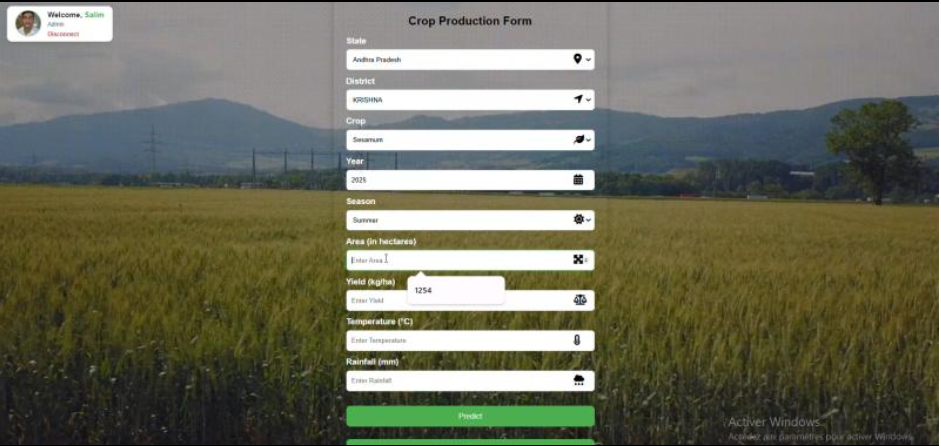 Welcome, Salim
Admin
Disconnect
Crop Production Form
State
Andhra Pradesh
District
KRISHNA
Crop
Sesamum
Year
2025
Season
Summer
Area (in hectares)
Enter Area
1254
Yield (kg/ha)
Enter Yield
Temperature (°C)
Enter Temperature
Rainfall (mm)
Enter Rainfall
Predict
Activer Windows
Accédez aux paramètres pour activer Windows.